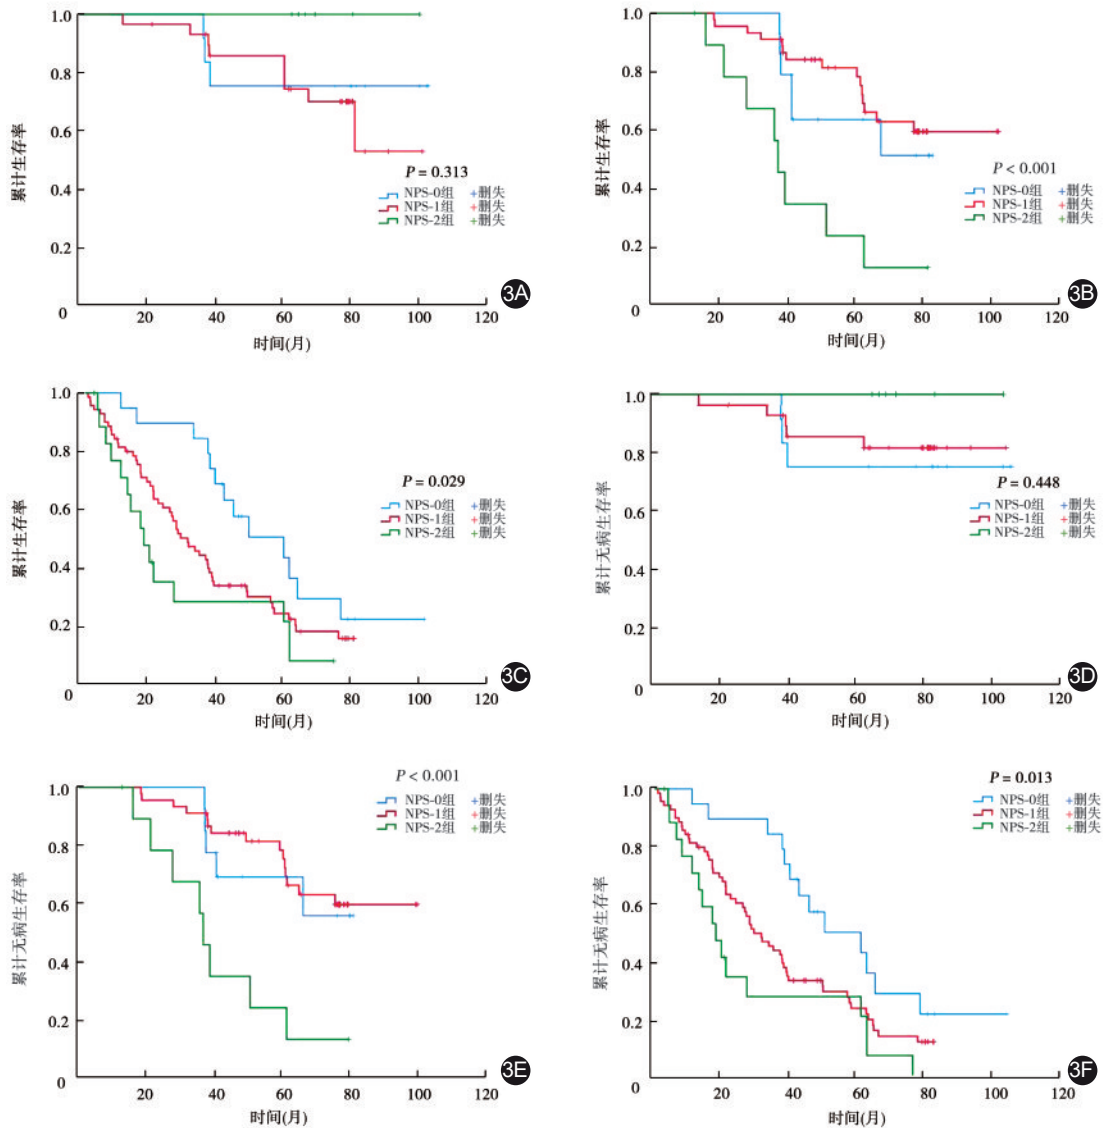 1.0
0.8
0.6
0.4
0.2
0
累计生存率
P = 0.313
NPS-0组 +删失
NPS-1组 +删失
NPS-2组 +删失
20 40 60 80 100 120
时间(月)
3A
1.0
0.8
0.6
0.4
0.2
0
累计生存率
P < 0.001
NPS-0组 +删失
NPS-1组 +删失
NPS-2组 +删失
20 40 60 80 100 120
时间(月)
3B
1.0
0.8
0.6
0.4
0.2
0
累计生存率
P = 0.029
NPS-0组 +删失
NPS-1组 +删失
NPS-2组 +删失
20 40 60 80 100 120
时间(月)
3C
1.0
0.8
0.6
0.4
0.2
0
累计无病生存率
P = 0.448
NPS-0组 +删失
NPS-1组 +删失
NPS-2组 +删失
20 40 60 80 100 120
时间(月)
3D
1.0
0.8
0.6
0.4
0.2
0
累计无病生存率
P < 0.001
NPS-0组 +删失
NPS-1组 +删失
NPS-2组 +删失
20 40 60 80 100 120
时间(月)
3E
1.0
0.8
0.6
0.4
0.2
0
累计无病生存率
P = 0.013
NPS-0组 +删失
NPS-1组 +删失
NPS-2组 +删失
20 40 60 80 100 120
时间(月)
3F